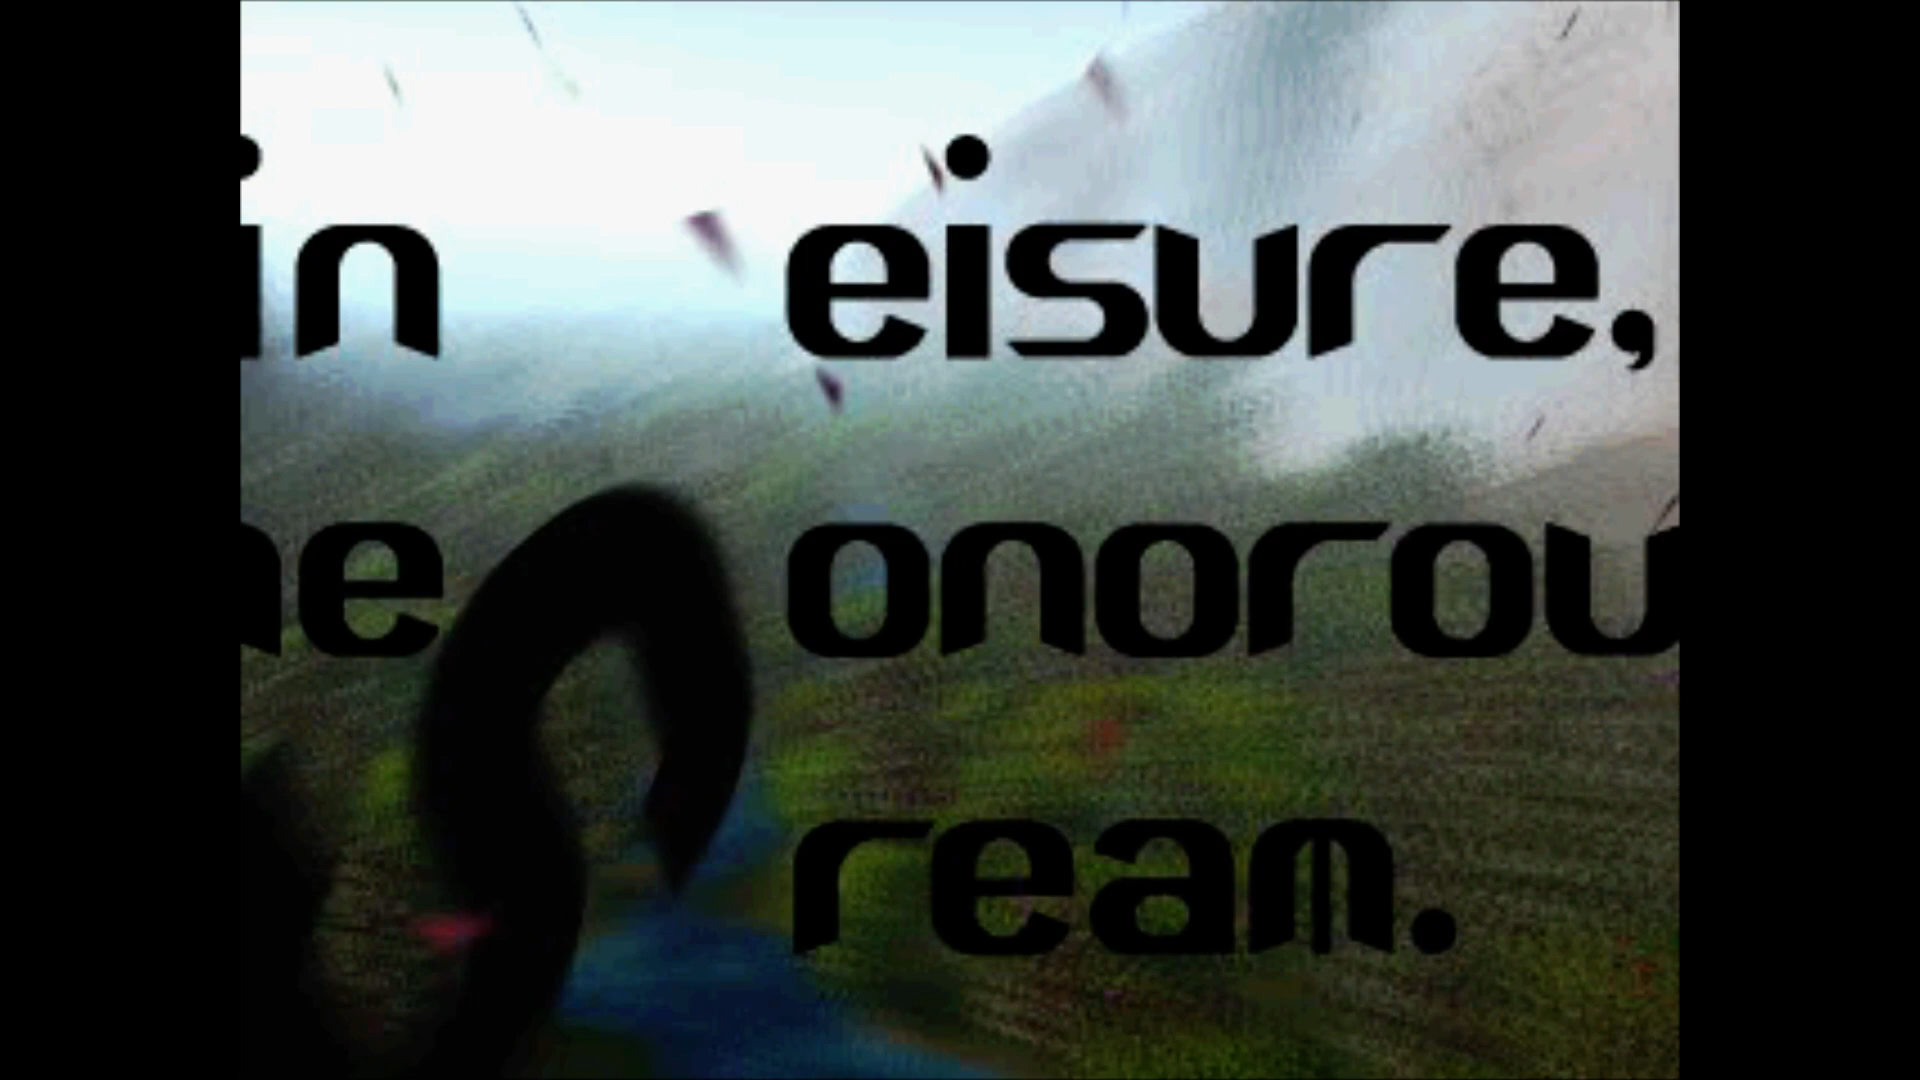 in eisure,
he onorou
ream.